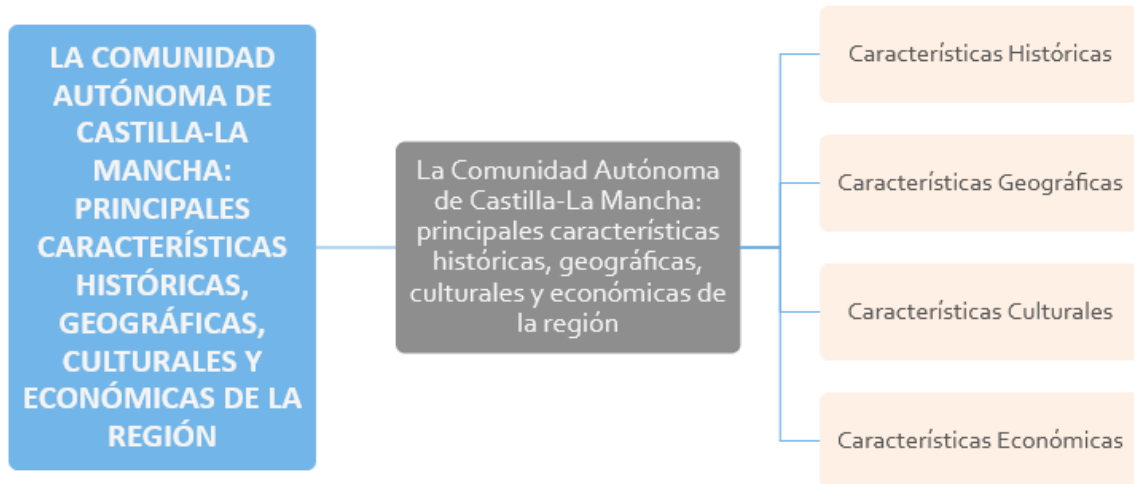 LA COMUNIDAD
AUTÓNOMA DE
CASTILLA-LA
MANCHA:
PRINCIPALES
CARACTERÍSTICAS
HISTÓRICAS,
GEOGRÁFICAS,
CULTURALES Y
ECONÓMICAS DE LA
REGIÓN
La Comunidad Autónoma
de Castilla-La Mancha:
principales características
históricas, geográficas,
culturales y económicas de
la región
Características Históricas
Características Geográficas
Características Culturales
Características Económicas